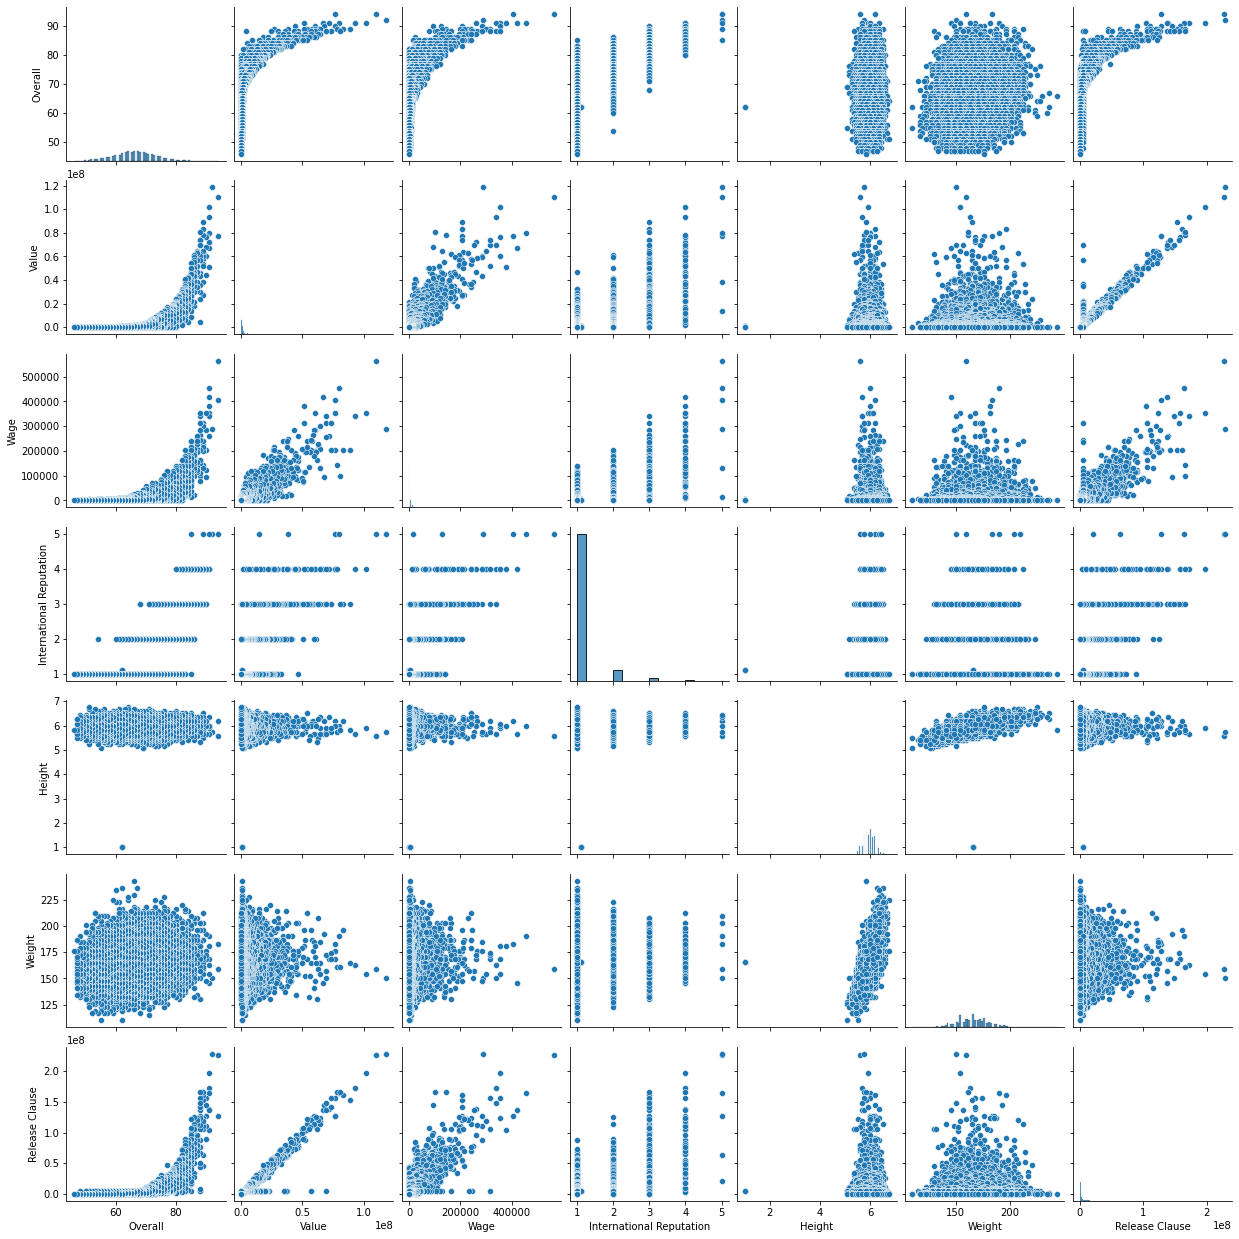 90
80
70
60
50
Overall
1e8
1.2
1.0
0.8
0.6
0.4
0.2
0.0
Value
500000
400000
300000
200000
100000
0
Wage
5
4
3
2
1
International Reputation
7
6
5
4
3
2
1
Height
225
200
175
150
125
Weight
1e8
2.0
1.5
1.0
0.5
0.0
Release Clause
60 80
Overall
0.0 0.5 1.0
Value 1e8
0 200000 400000
Wage
1 2 3 4 5
International Reputation
2 4 6
Height
150 200
Weight
0 1 2
Release Clause 1e8